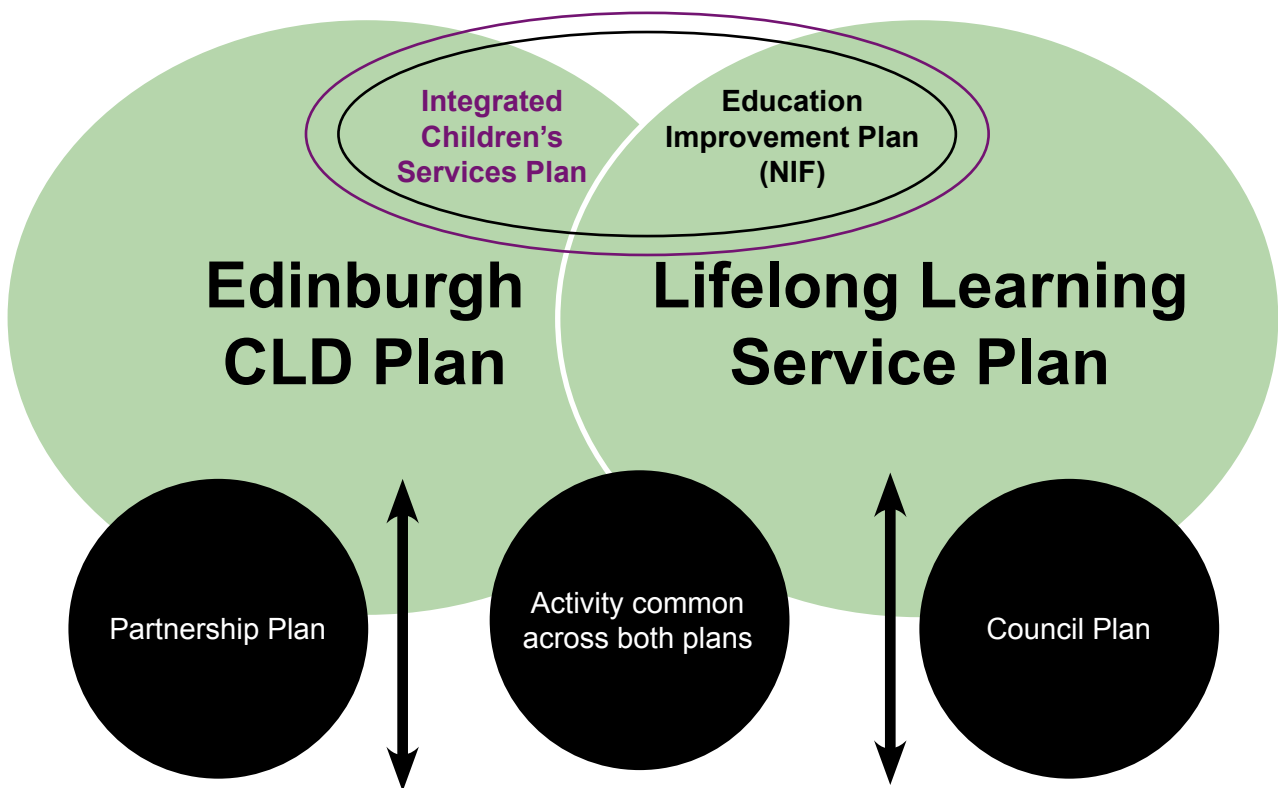 Integrated
Children’s
Services Plan
Education
Improvement Plan
(NIF)
Edinburgh
CLD Plan
Lifelong Learning
Service Plan
Partnership Plan
Activity common
across both plans
Council Plan